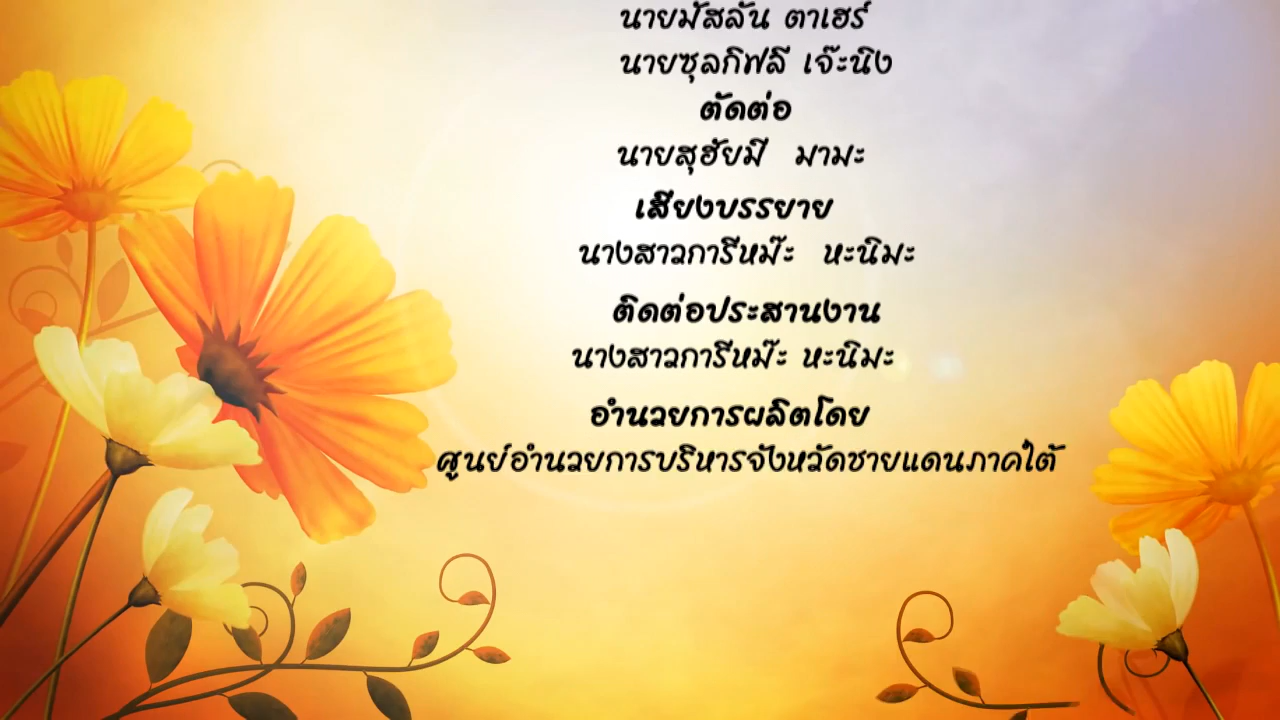 นายมัสลัน ตาเฮร์
นายซุลกิฟลี เจ๊ะนิง
ตัดต่อ
นายสุฮัยมี มามะ
เสียงบรรยาย
นางสาวการีหม๊ะ หะนิมะ
ติดต่อประสานงาน
นางสาวการีหม๊ะ หะนิมะ
อำนวยการผลิตโดย
ศูนย์อำนวยการบริหารจังหวัดชายแดนภาคใต้